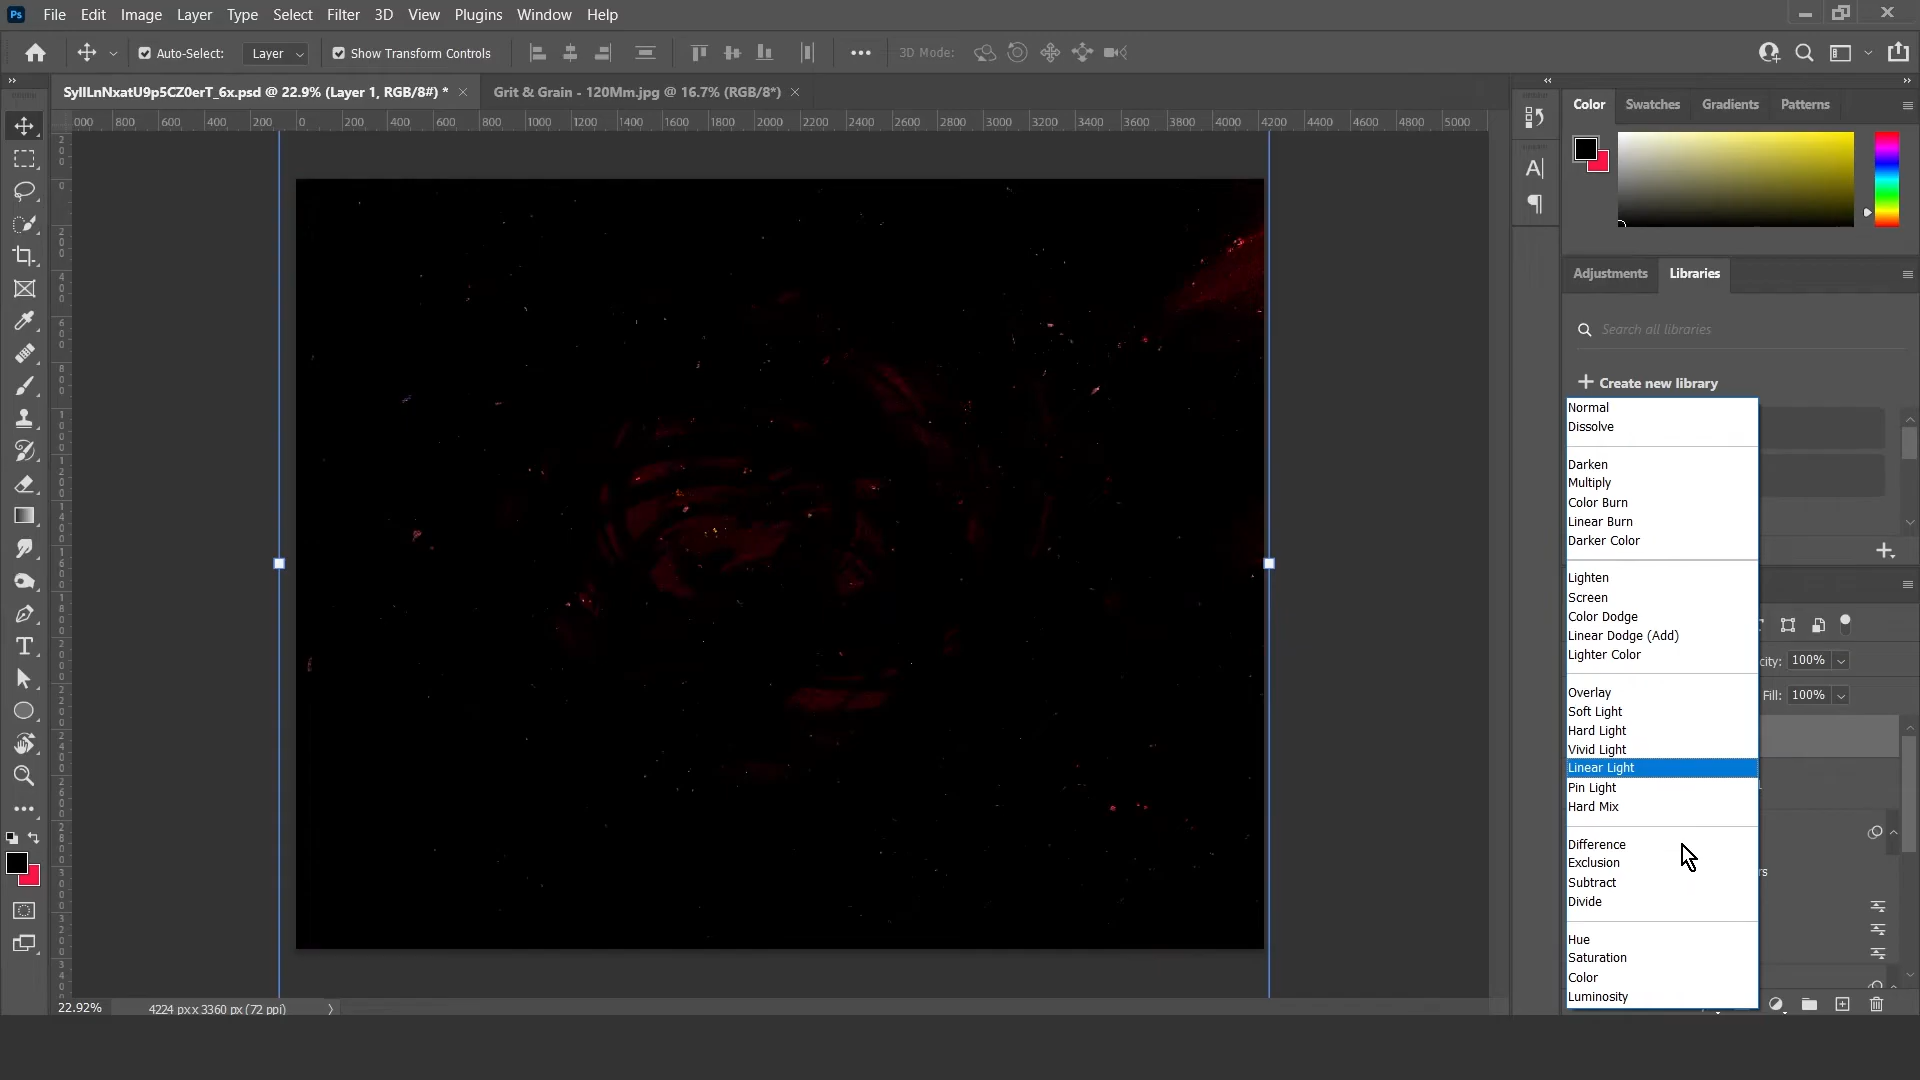 Ps File Edit Image Layer Type Select Filter 3D View Plugins Window Help
Auto-Select: Layer Show Transform Controls 3D Mode:
SyllLnNxatU9p5CZ0erT_6x.psd @ 22.9% (Layer 1, RGB/8#) * Grit & Grain - 120Mm.jpg @ 16.7% (RGB/8*)
000 800 600 400 200 0 200 400 600 800 1000 1200 1400 1600 1800 2000 2200 2400 2600 2800 3000 3200 3400 3600 3800 4000 4200 4400 4600 4800 5000
Color Swatches Gradients Patterns
Adjustments Libraries
Search all libraries
Create new library
Normal
Dissolve
Darken
Multiply
Color Burn
Linear Burn
Darker Color
Lighten
Screen
Color Dodge
Linear Dodge (Add)
Lighter Color
city: 100%
Overlay
Fill: 100%
Soft Light
Hard Light
Vivid Light
Linear Light
Pin Light
Hard Mix
Difference
Exclusion
rs
Subtract
Divide
Hue
Saturation
Color
Luminosity
22.92% 4224 px x 3360 px (72 ppi)